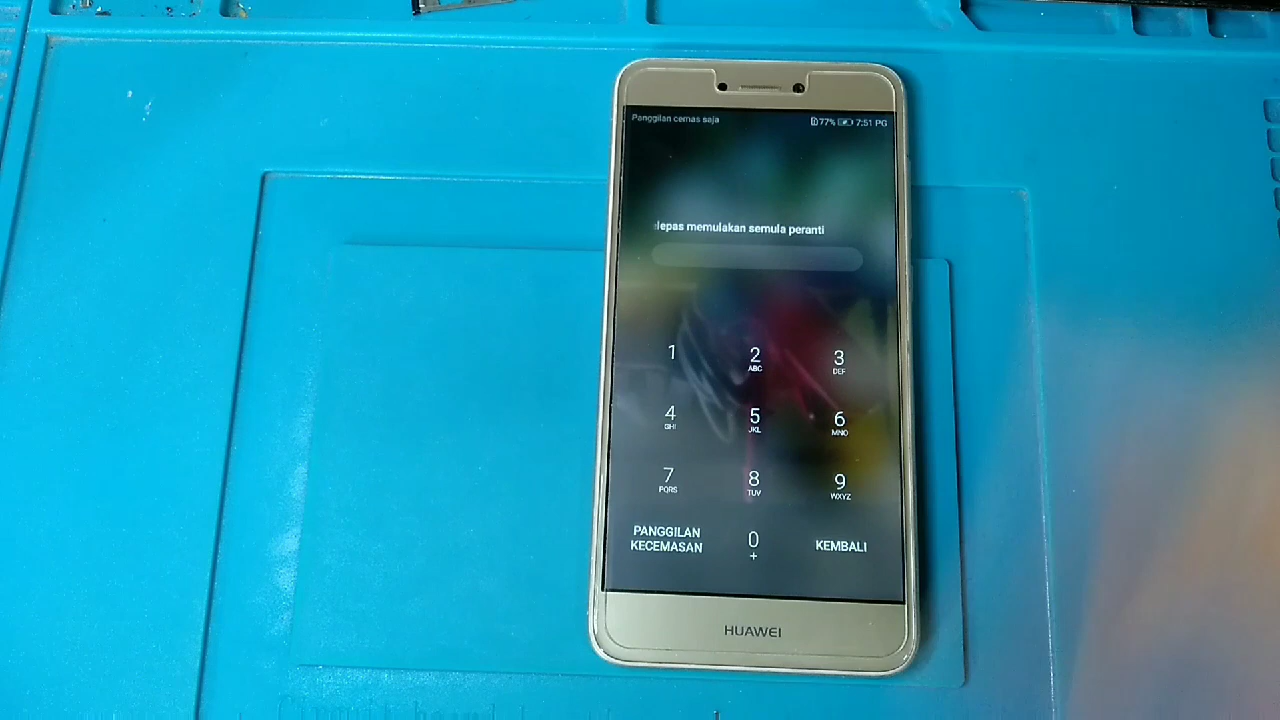 Panggilan cemas saja
77% 7:51 PG
lepas memulakan semula peranti
1 2 ABC 3 DEF
4 GHI 5 JKL 6 MNO
7 PQRS 8 TUV 9 WXYZ
PANGGILAN
KECEMASAN 0 + KEMBALI
HUAWEI